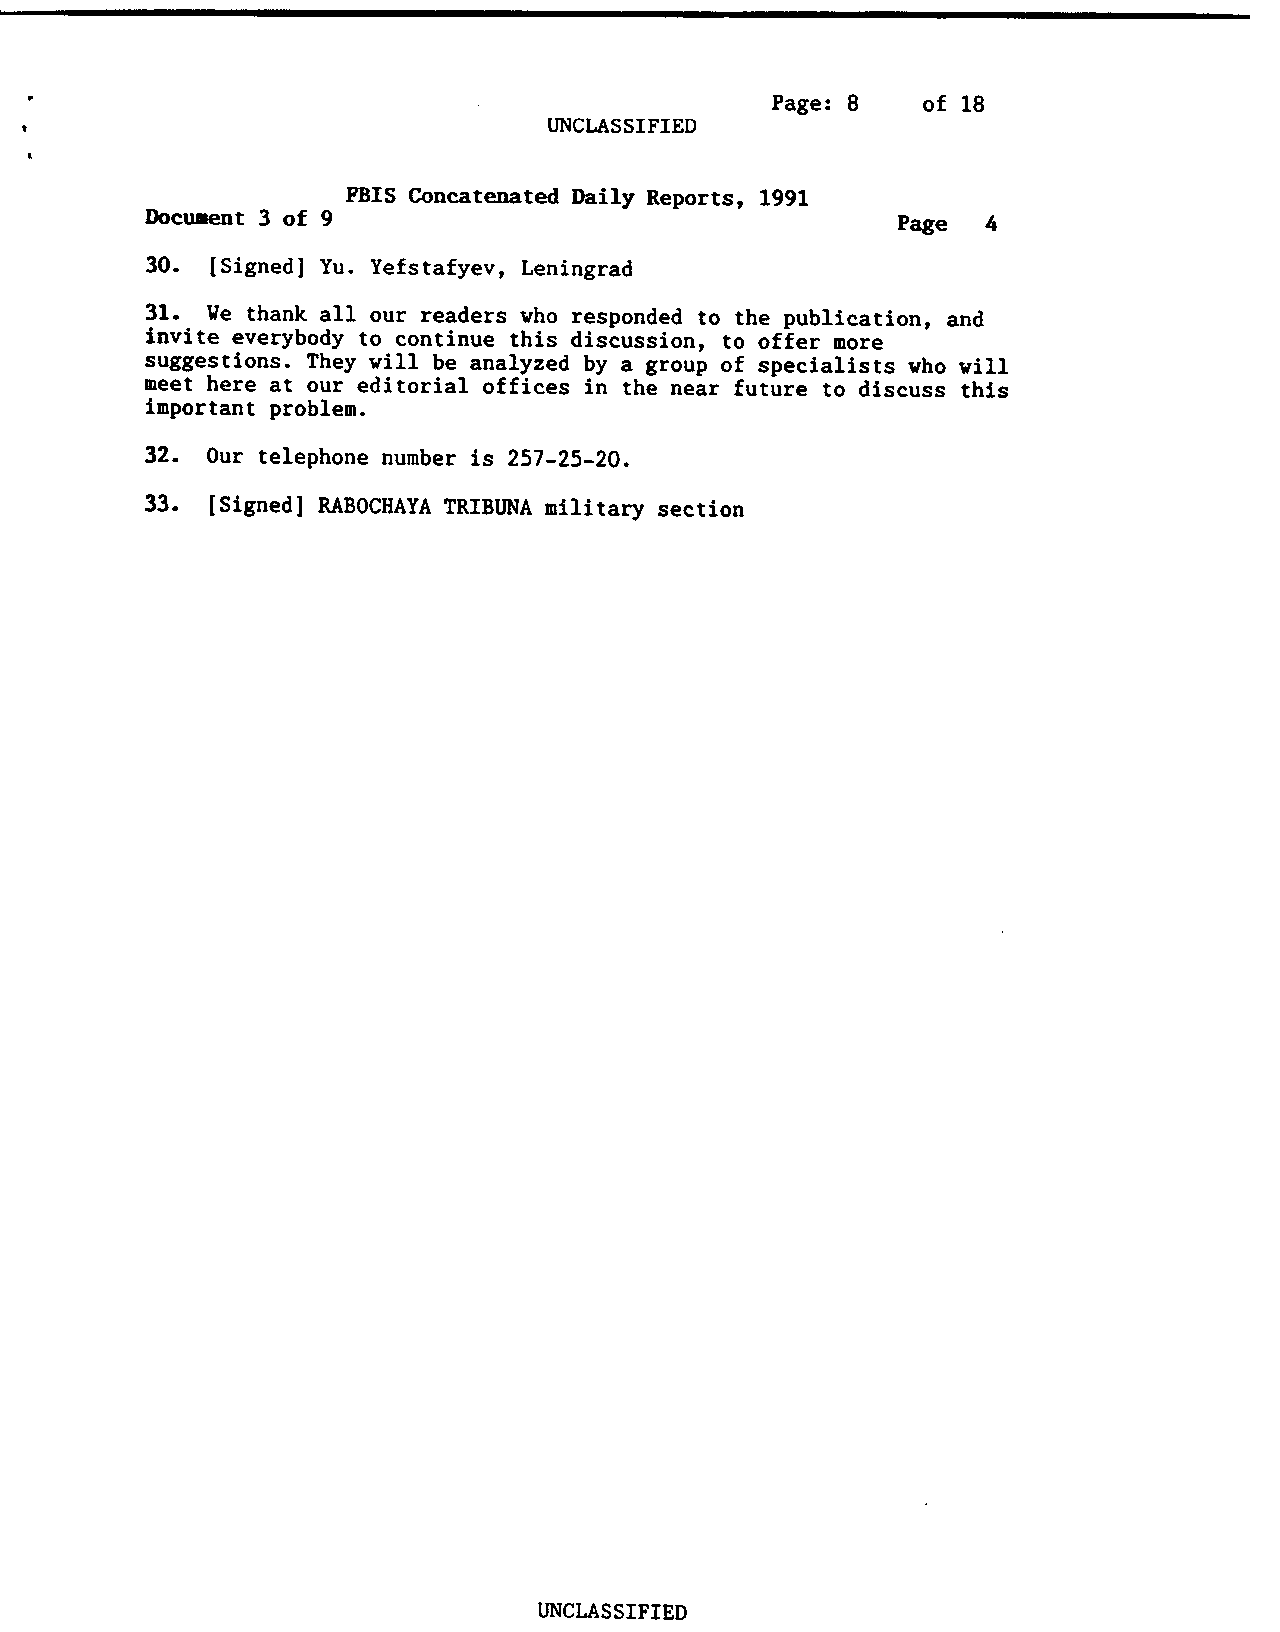 Page: 8 of 18
UNCLASSIFIED
FBIS Concatenated Daily Reports, 1991
Document 3 of 9 Page 4
30. [Signed] Yu. Yefstafyev, Leningrad
31. We thank all our readers who responded to the publication, and
invite everybody to continue this discussion, to offer more
suggestions. They will be analyzed by a group of specialists who will
meet here at our editorial offices in the near future to discuss this
important problem.
32. Our telephone number is 257-25-20.
33. [Signed] RABOCHAYA TRIBUNA military section
UNCLASSIFIED